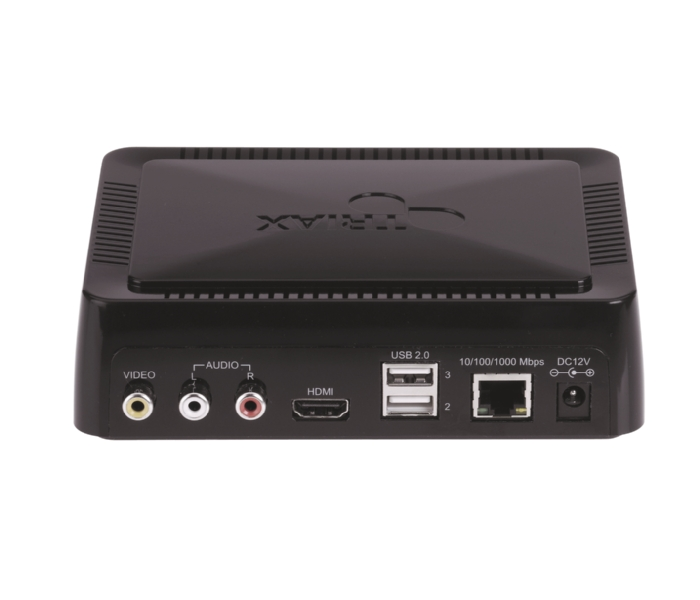 TRIAX
USB 2.0
AUDIO
10/100/1000 Mbps
DC12V
VIDEO
L
R
3
HDMI
2